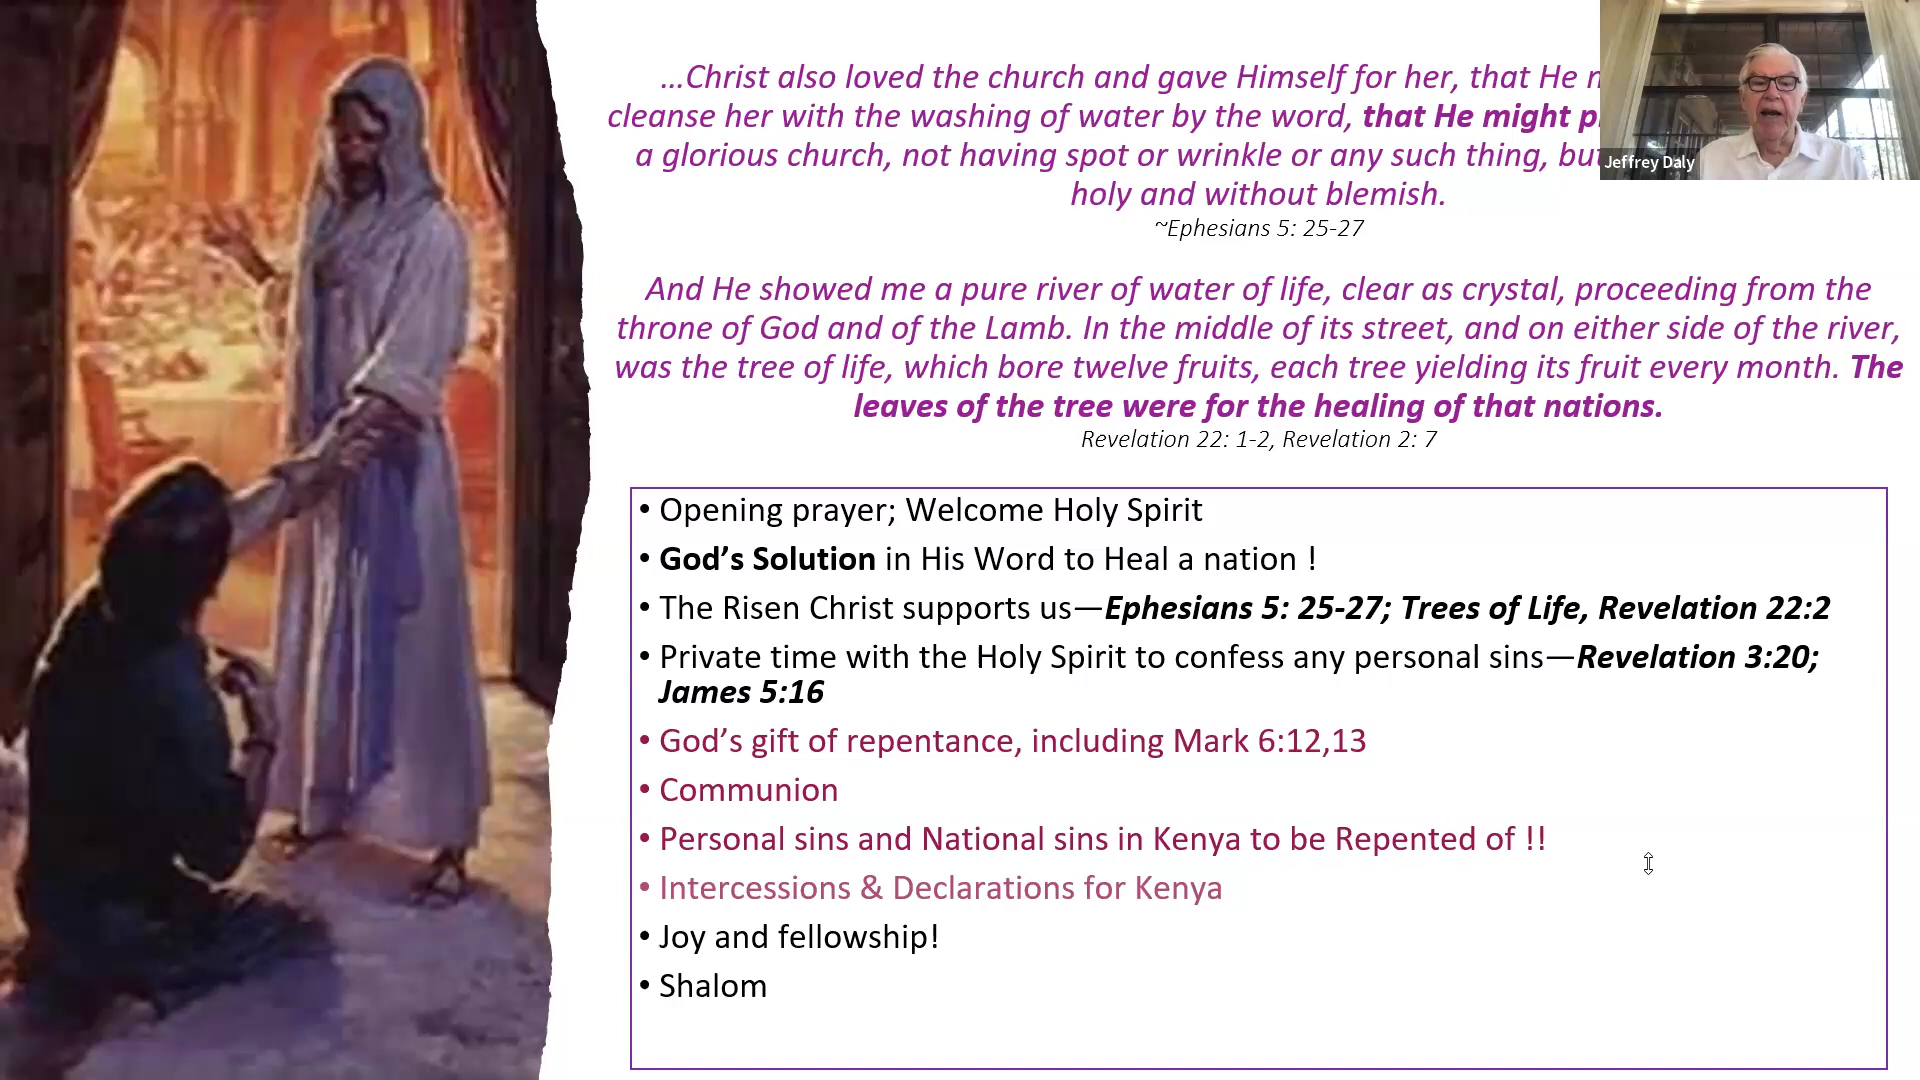 ...Christ also loved the church and gave Himself for her, that He
cleanse her with the washing of water by the word, that He might
a glorious church, not having spot or wrinkle or any such thing, but
holy and without blemish.
~Ephesians 5: 25-27
Jeffrey Daly
And He showed me a pure river of water of life, clear as crystal, proceeding from the
throne of God and of the Lamb. In the middle of its street, and on either side of the river,
was the tree of life, which bore twelve fruits, each tree yielding its fruit every month. The
leaves of the tree were for the healing of that nations.
Revelation 22: 1-2, Revelation 2: 7
• Opening prayer; Welcome Holy Spirit
• God’s Solution in His Word to Heal a nation !
• The Risen Christ supports us—Ephesians 5: 25-27; Trees of Life, Revelation 22:2
• Private time with the Holy Spirit to confess any personal sins—Revelation 3:20;
James 5:16
• God’s gift of repentance, including Mark 6:12,13
• Communion
• Personal sins and National sins in Kenya to be Repented of !!
• Intercessions & Declarations for Kenya
• Joy and fellowship!
• Shalom